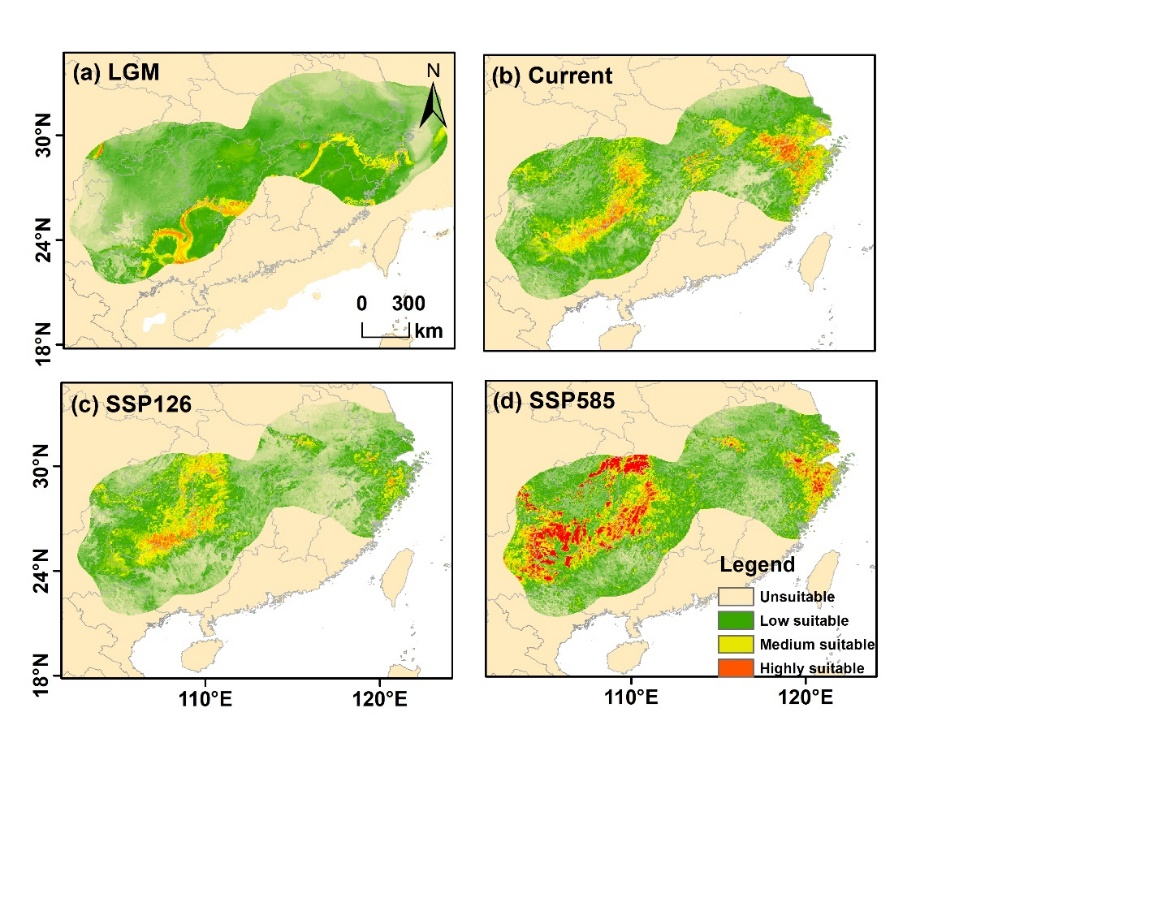 (a) LGM
N
30°N
24°N
18°N
0 300
km
(b) Current
(c) SSP126
30°N
24°N
18°N
110°E 120°E
(d) SSP585
Legend
Unsuitable
Low suitable
Medium suitable
Highly suitable
110°E 120°E